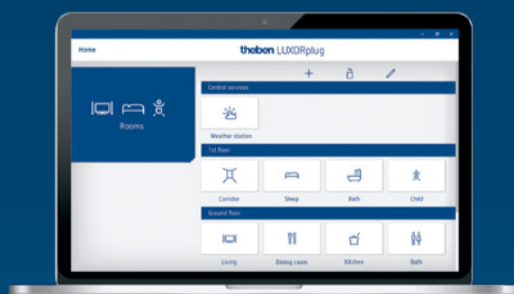 Home
theben LUXORplug
Rooms
Central services
Weather station
1st floor
Corridor Sleep Bath Child
Ground floor
Living Dining room Kitchen Bath